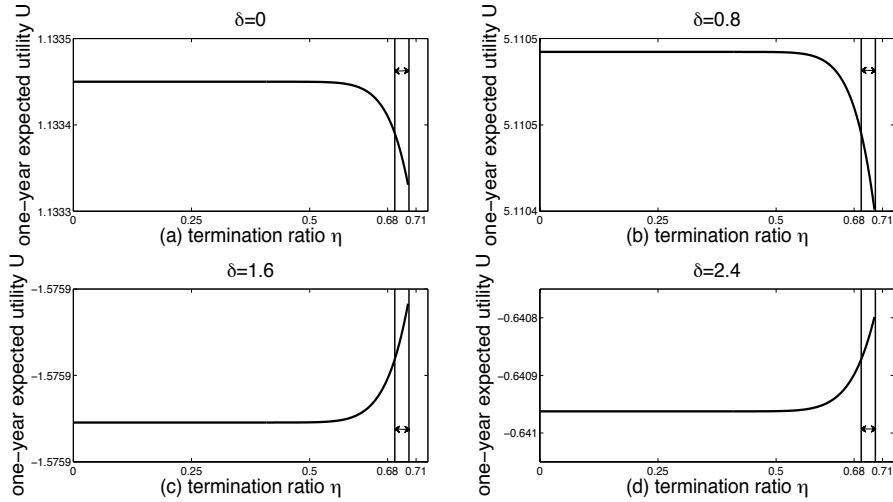 δ=0
one−year expected utility U
1.1335
1.1334
1.1333
0
0.25
0.5
0.68
0.71
(a) termination ratio η
δ=0.8
one−year expected utility U
5.1105
5.1105
5.1104
0
0.25
0.5
0.68
0.71
(b) termination ratio η
δ=1.6
one−year expected utility U
−1.5759
−1.5759
−1.5759
0
0.25
0.5
0.68
0.71
(c) termination ratio η
δ=2.4
one−year expected utility U
−0.6408
−0.6409
−0.641
0
0.25
0.5
0.68
0.71
(d) termination ratio η